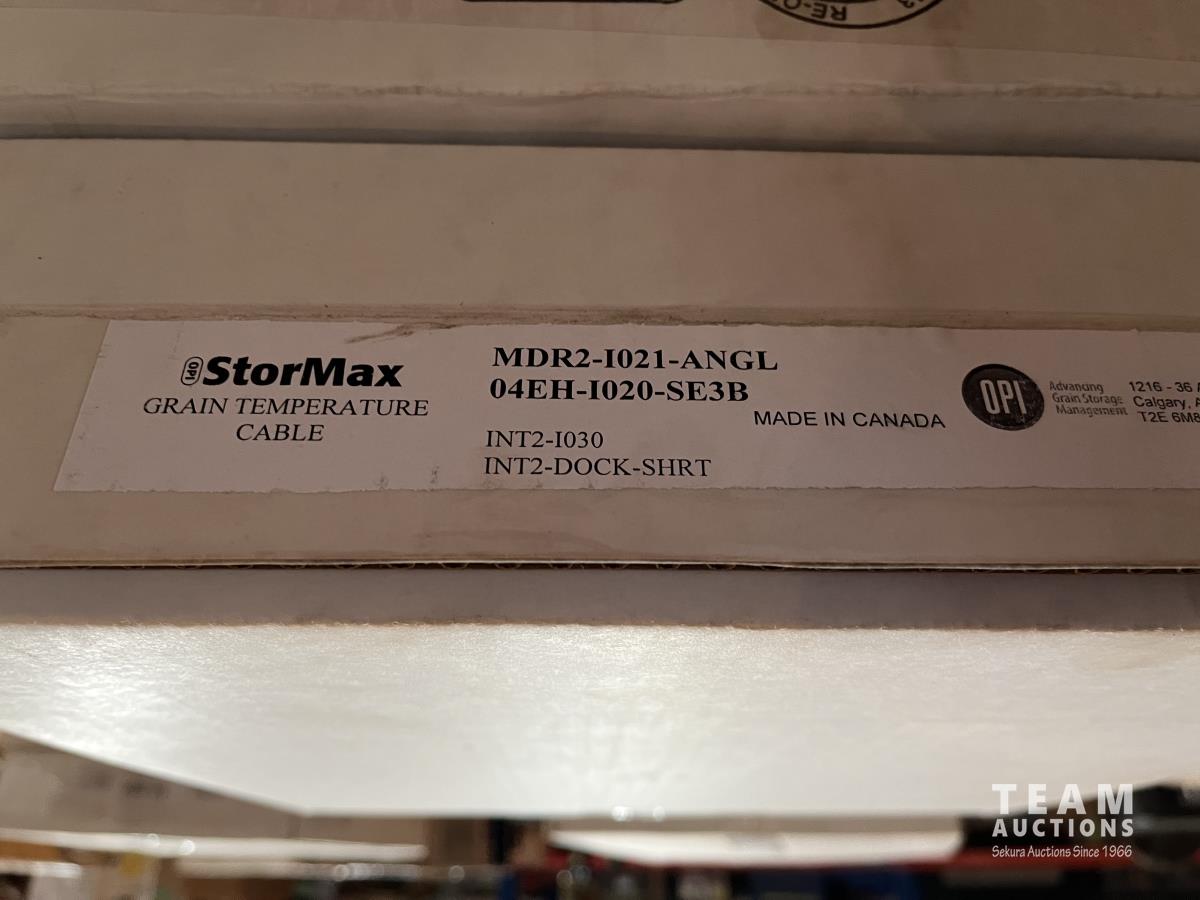 RE-
OPI StorMax
GRAIN TEMPERATURE
CABLE
MDR2-I021-ANGL
04EH-I020-SE3B
INT2-I030
INT2-DOCK-SHRT
MADE IN CANADA
OPI
Advancing
Grain Storage
Management
1216 - 36 A
Calgary, A
T2E 6M8
TEAM
AUCTIONS
Sekura Auctions Since 1966